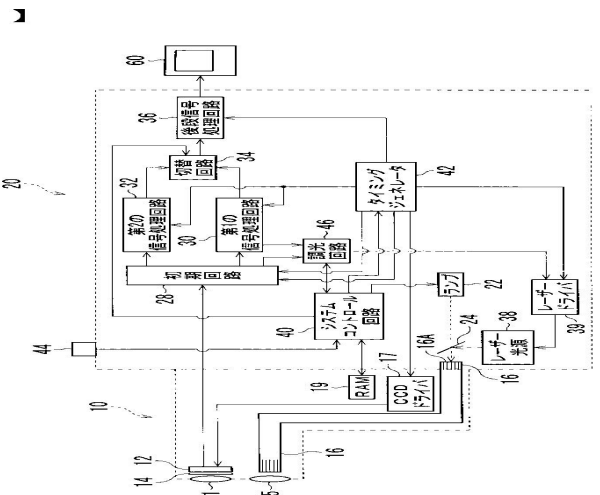 】
20
60
後段信号
処理回路
36
切替
回路
34
第2の
信号処理回路
32
第1の
信号処理回路
30
タイミング
ジェネレータ
42
調光
回路
46
初期回路
28
システム
コントロール
回路
40
ランプ
22
レーザー
ドライバ
39
レーザー
光源
38
24
44
RAM
19
17
CCD
ドライバ
16A
16
10
12
14
16